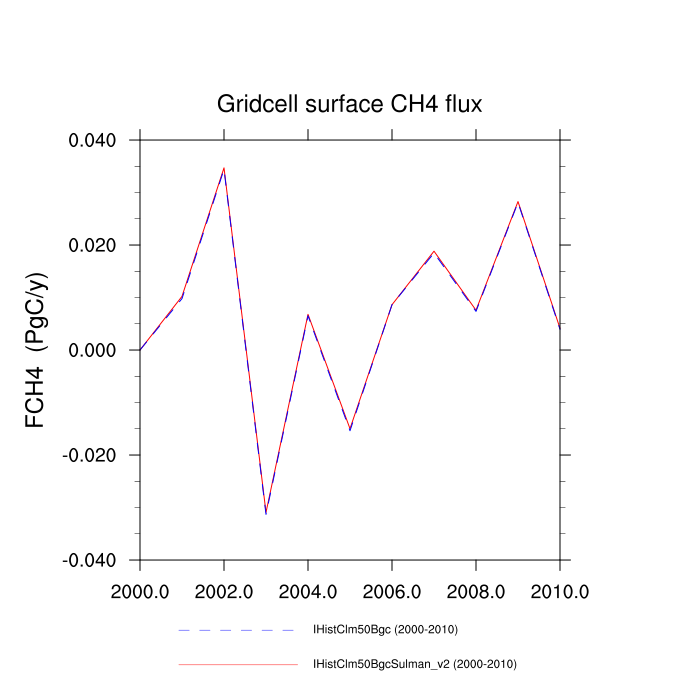 Gridcell surface CH4 flux
0.040
0.020
0.000
-0.020
-0.040
FCH4 (PgC/y)
2000.0 2002.0 2004.0 2006.0 2008.0 2010.0
IHistClm50Bgc (2000-2010)
IHistClm50BgcSulman_v2 (2000-2010)